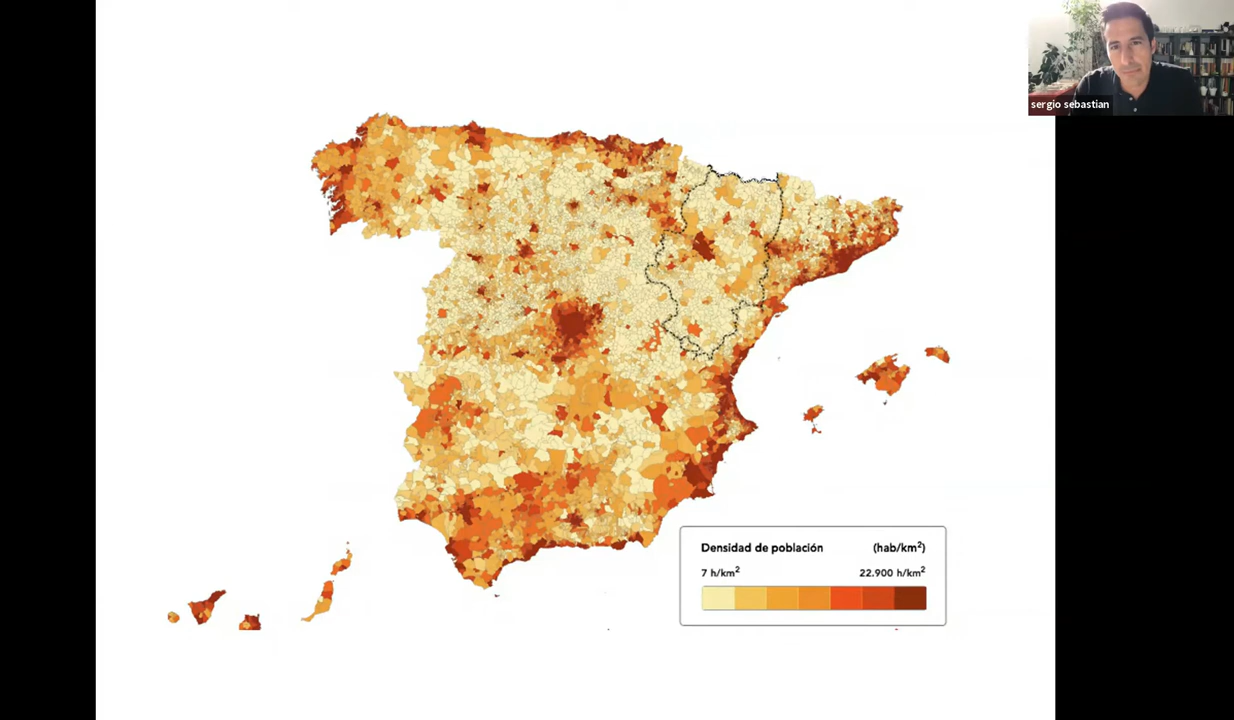 sergio sebastian
Densidad de población (hab/km²)
7 h/km² 22.900 h/km²